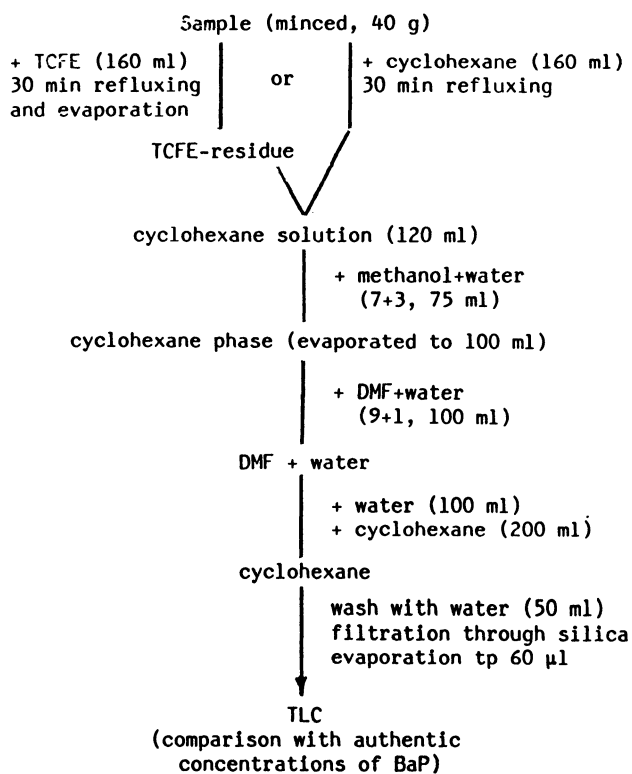 Sample (minced, 40 g)
+ TCFE (160 ml)
30 min refluxing
and evaporation
or
+ cyclohexane (160 ml)
30 min refluxing
TCFE-residue
cyclohexane solution (120 ml)
+ methanol+water
(7+3, 75 ml)
cyclohexane phase (evaporated to 100 ml)
+ DMF+water
(9+1, 100 ml)
DMF + water
+ water (100 ml)
+ cyclohexane (200 ml)
cyclohexane
wash with water (50 ml)
filtration through silica
evaporation tp 60 µl
TLC
(comparison with authentic
concentrations of BaP)